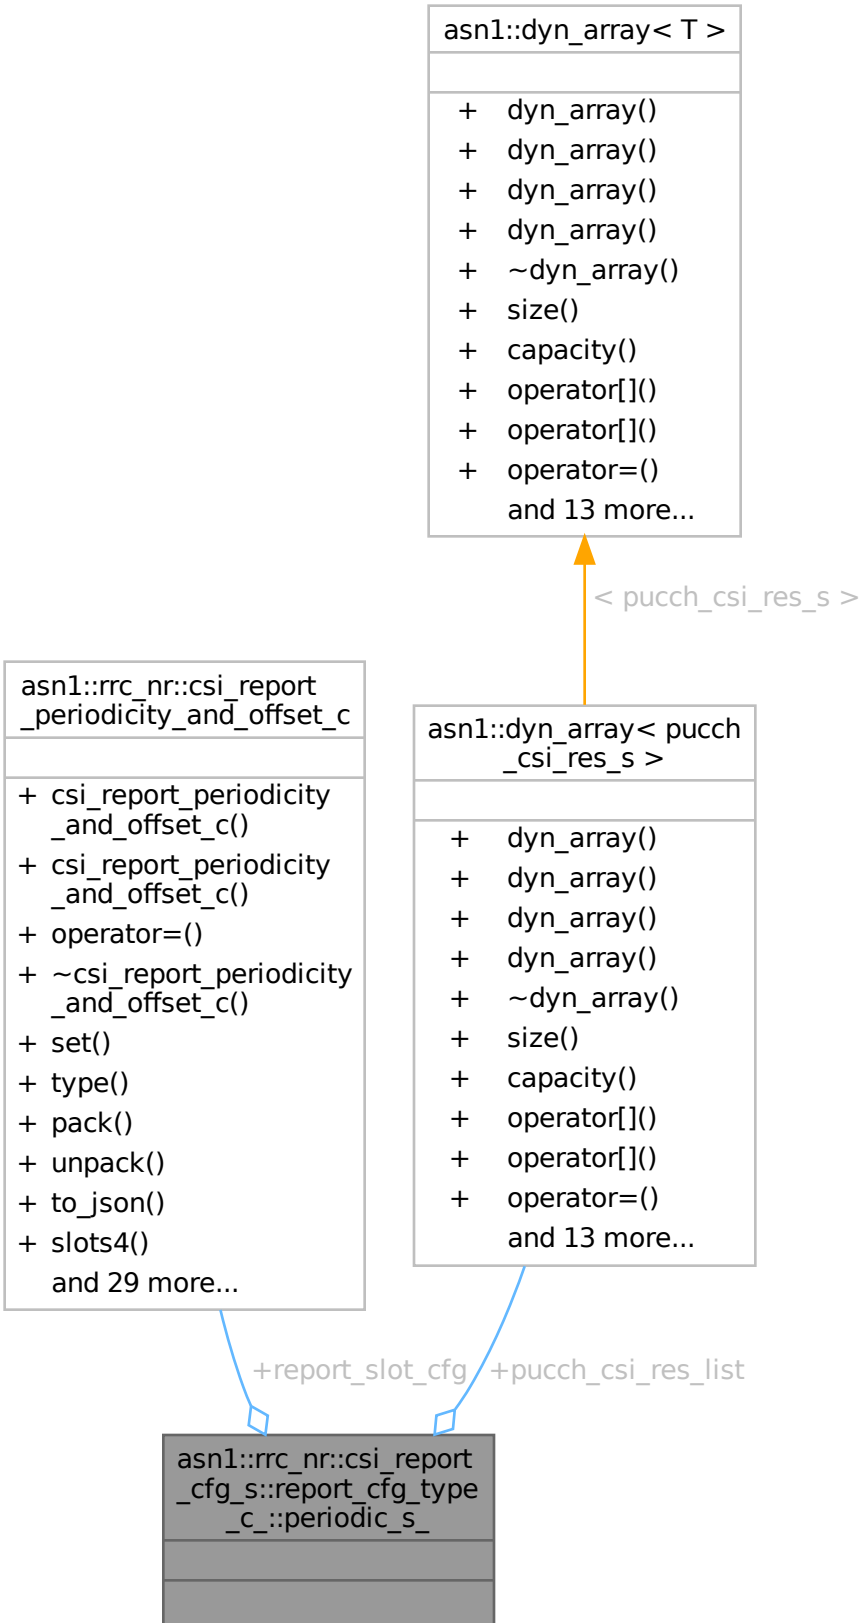 asn1::dyn_array< T >
+ dyn_array()
+ dyn_array()
+ dyn_array()
+ dyn_array()
+ ~dyn_array()
+ size()
+ capacity()
+ operator[]()
+ operator[]()
+ operator=()
and 13 more...
< pucch_csi_res_s >
asn1::rrc_nr::csi_report
_periodicity_and_offset_c
+ csi_report_periodicity
_and_offset_c()
+ csi_report_periodicity
_and_offset_c()
+ operator=()
+ ~csi_report_periodicity
_and_offset_c()
+ set()
+ type()
+ pack()
+ unpack()
+ to_json()
+ slots4()
and 29 more...
asn1::dyn_array< pucch
_csi_res_s >
+ dyn_array()
+ dyn_array()
+ dyn_array()
+ dyn_array()
+ ~dyn_array()
+ size()
+ capacity()
+ operator[]()
+ operator[]()
+ operator=()
and 13 more...
+report_slot_cfg
+pucch_csi_res_list
asn1::rrc_nr::csi_report
_cfg_s::report_cfg_type
_c_::periodic_s_